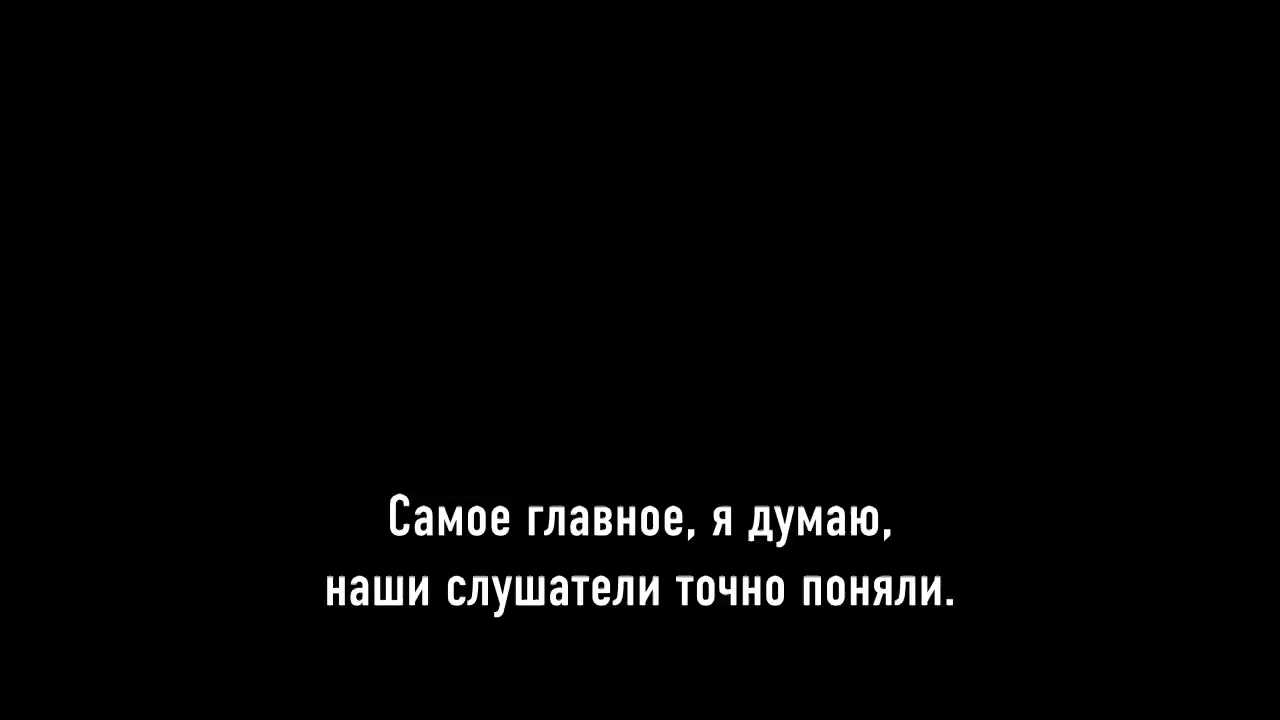 Самое главное, я думаю,
наши слушатели точно поняли.